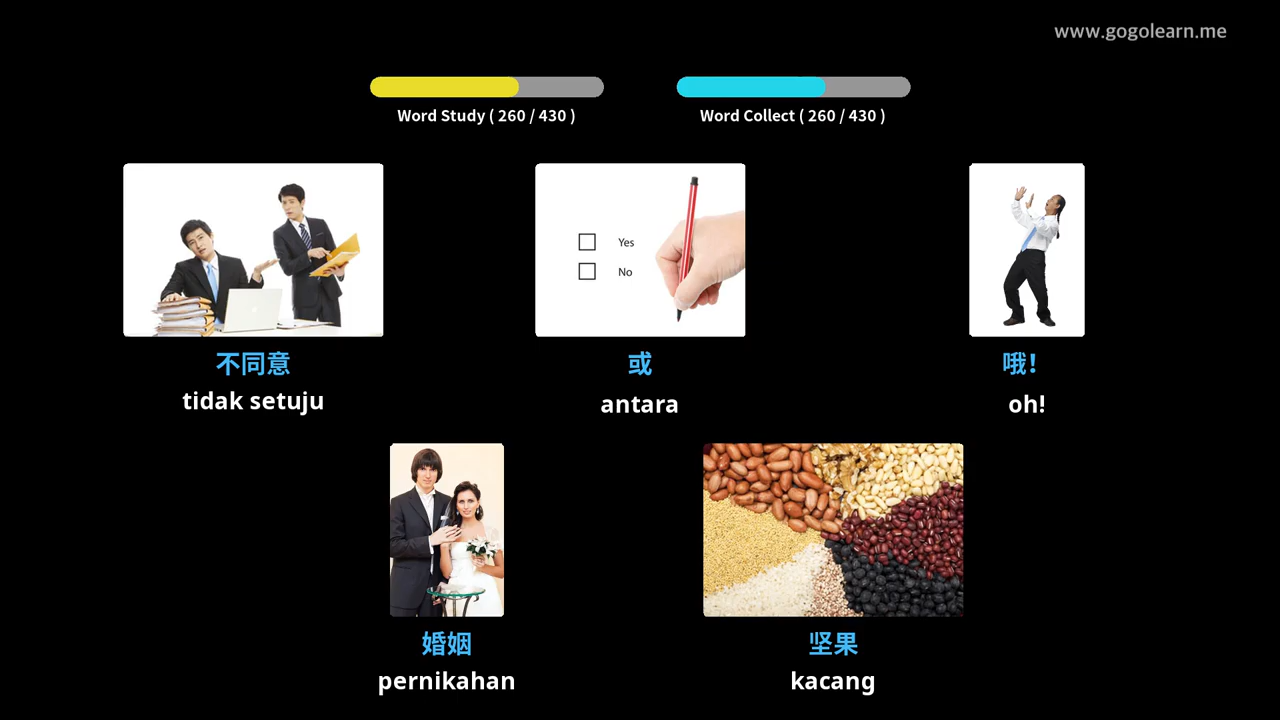 www.gogolearn.me
Word Study ( 260 / 430 )
Word Collect ( 260 / 430 )
Yes
No
不同意
或
哦!
tidak setuju
antara
oh!
婚姻
坚果
pernikahan
kacang